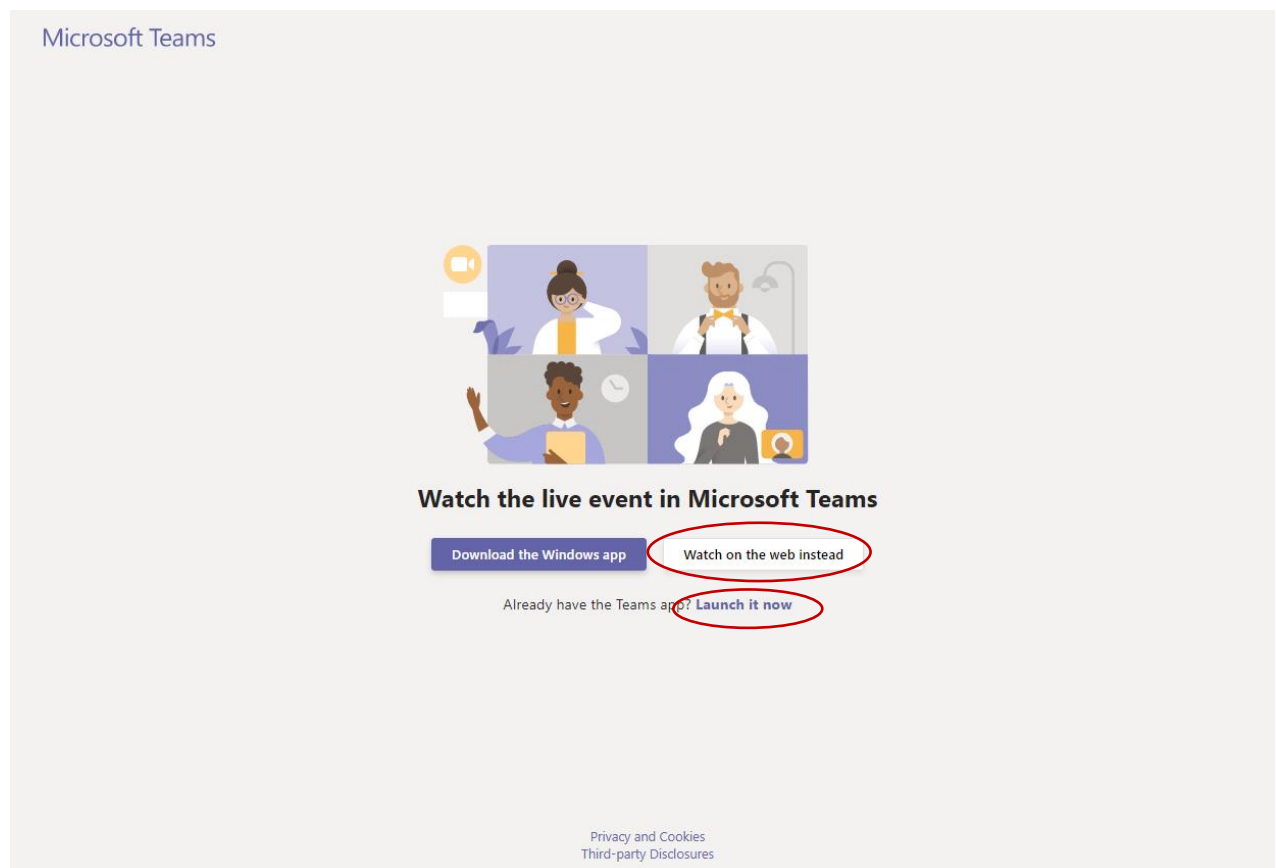 Microsoft Teams
Watch the live event in Microsoft Teams
Download the Windows app
Watch on the web instead
Already have the Teams app? Launch it now
Privacy and Cookies
Third-party Disclosures